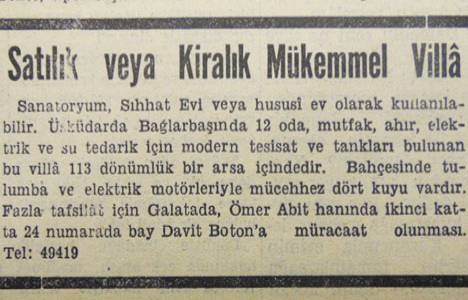 Satılık veya Kiralık Mükemmel Villâ
Sanatoryum, Sıhhat Evi veya hususî ev olarak kullanıla-
bilir. Üsküdarda Bağlarbaşında 12 oda, mutfak, ahır, elek-
trik ve su tedarik için modern tesisat ve tankları bulunan
bu villâ 113 dönümlük bir arsa içindedir. Bahçesinde tu-
lumba ve elektrik motörleriyle mücehhez dört kuyu vardır.
Fazla tafsilât için Galatada, Ömer Abit hanında ikinci kat-
ta 24 numarada bay Davit Boton'a müracaat olunması.
Tel: 49419